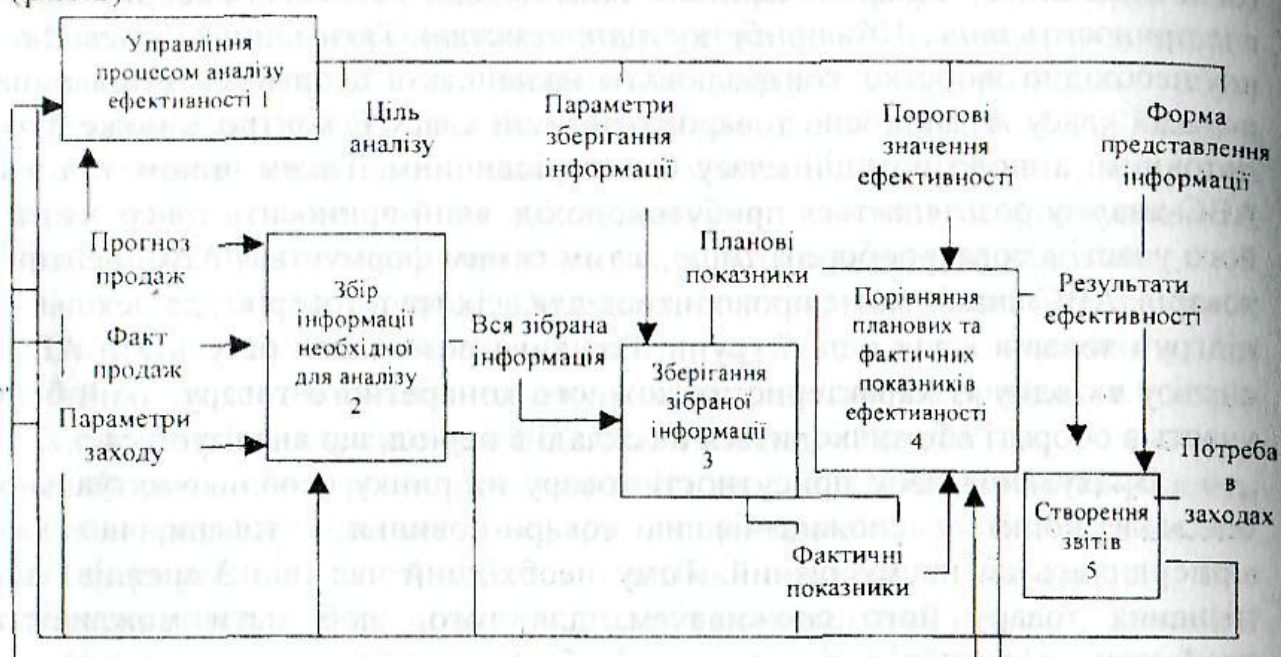 Управління
процесом аналізу
ефективності 1
Ціль
аналізу
Параметри
зберігання
інформації
Порогові
значення
ефективності
Форма
представлення
інформації
Прогноз
продаж
Факт
продаж
Параметри
заходу
Збір
інформації
необхідної
для аналізу
2
Вся зібрана
інформація
Планові
показники
Зберігання
зібраної
інформації
3
Порівняння
планових та
фактичних
показників
ефективності
4
Результати
ефективності
Фактичні
показники
Створення
звітів
5
Потреба
в
заходах